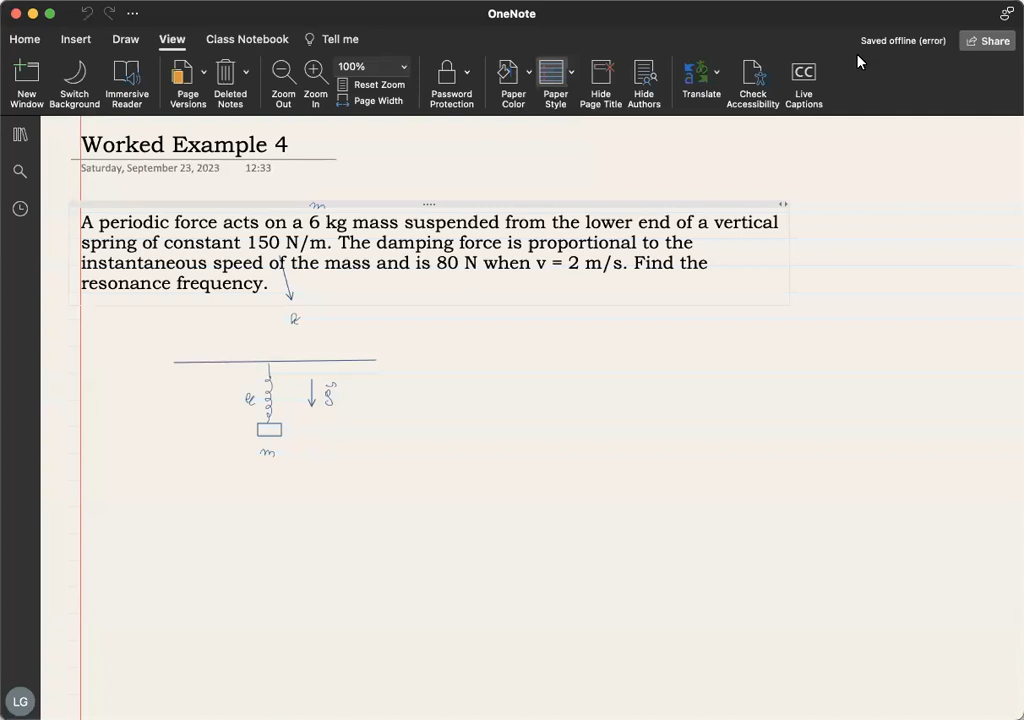 OneNote
Home Insert Draw View Class Notebook Tell me
Saved offline (error) Share
New Window
Switch Background
Immersive Reader
Page Versions
Deleted Notes
Zoom Out
Zoom In
100%
Reset Zoom
Page Width
Password Protection
Paper Color
Paper Style
Hide Page Title
Hide Authors
Translate
Check Accessibility
CC
Live Captions
Worked Example 4
Saturday, September 23, 2023 12:33
m
A periodic force acts on a 6 kg mass suspended from the lower end of a vertical
spring of constant 150 N/m. The damping force is proportional to the
instantaneous speed of the mass and is 80 N when v = 2 m/s. Find the
resonance frequency.
k
k
m
LG